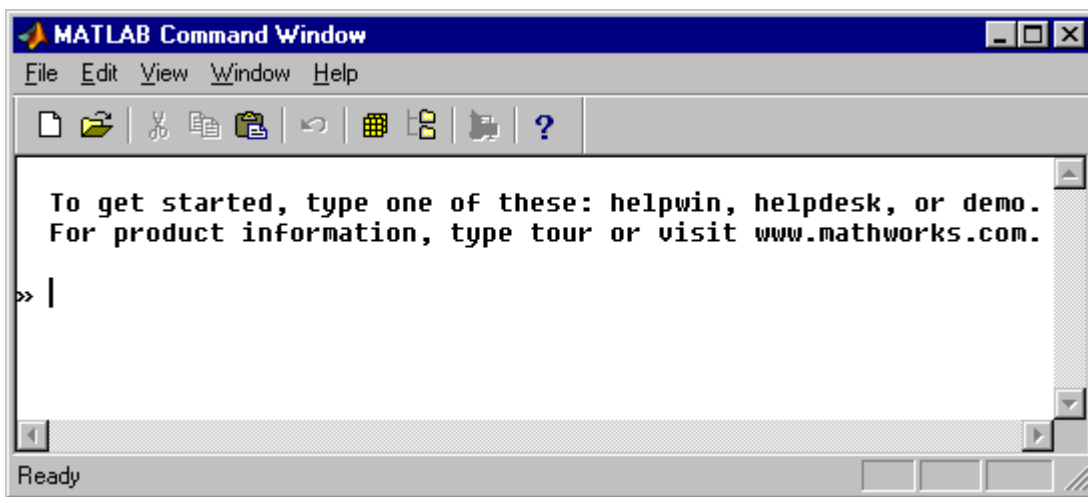 MATLAB Command Window
File Edit View Window Help
?
To get started, type one of these: helpwin, helpdesk, or demo.
For product information, type tour or visit www.mathworks.com.
»
Ready